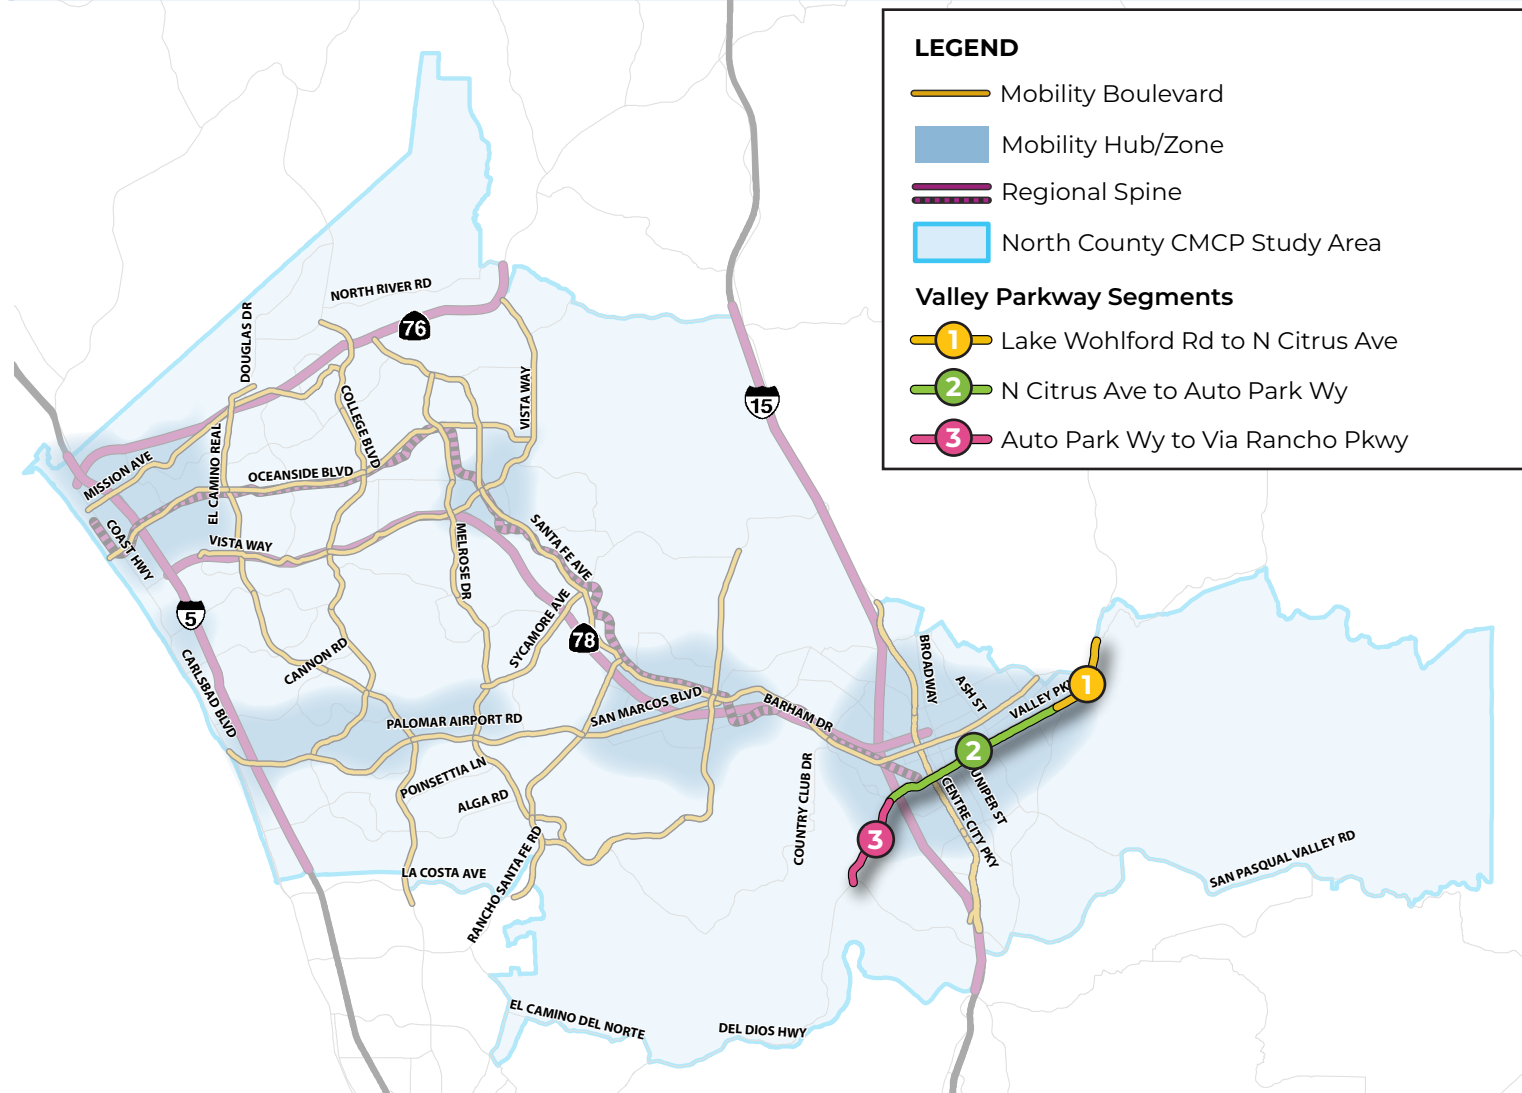 LEGEND
Mobility Boulevard
Mobility Hub/Zone
Regional Spine
North County CMCP Study Area
Valley Parkway Segments
1 Lake Wohlford Rd to N Citrus Ave
2 N Citrus Ave to Auto Park Wy
3 Auto Park Wy to Via Rancho Pkwy
NORTH RIVER RD
76
DOUGLAS DR
COLLEGE BLVD
VISTA WAY
15
EL CAMINO REAL
MISSION AVE
OCEANSIDE BLVD
COAST HWY
VISTA WAY
MELROSE DR
SANTA FE AVE
5
SYCAMORE AVE
78
CANNON RD
CARLSBAD BLVD
PALOMAR AIRPORT RD
SAN MARCOS BLVD
BARHAM DR
BROADWAY
ASH ST
VALLEY PK
1
2
3
POINSETTIA LN
ALGA RD
COUNTRY CLUB DR
CENTRE CITY PKY
UNIPER ST
LA COSTA AVE
RANCHO SANTA FE RD
SAN PASQUAL VALLEY RD
EL CAMINO DEL NORTE
DEL DIOS HWY